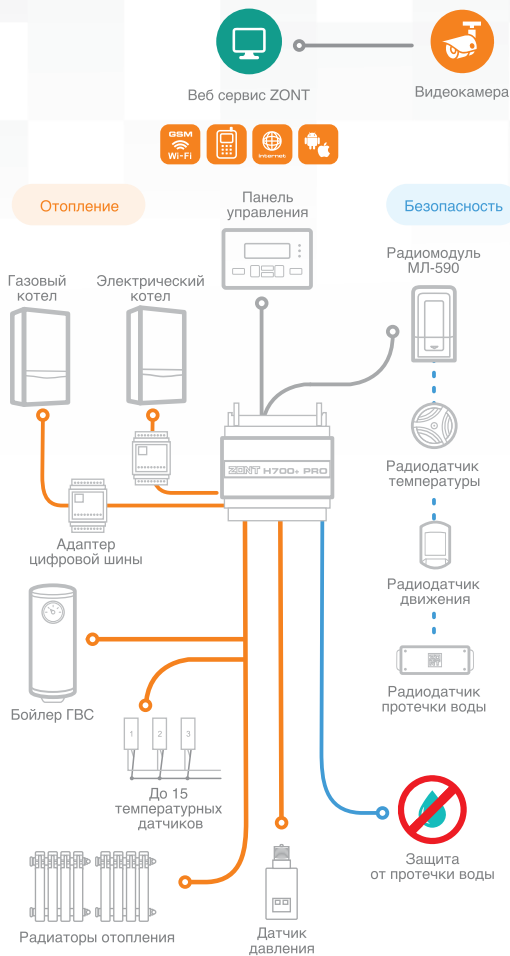 Веб сервис ZONT
Видеокамера
GSM
Wi-Fi
Internet
Отопление
Панель
управления
Безопасность
Радиомодуль
МЛ-590
Газовый
котел
Электрический
котел
ZONT H700+ PRO
Радиодатчик
температуры
Адаптер
цифровой шины
Радиодатчик
движения
Бойлер ГВС
Радиодатчик
протечки воды
1 2 3
До 15
температурных
датчиков
Защита
от протечки воды
Радиаторы отопления
Датчик
давления